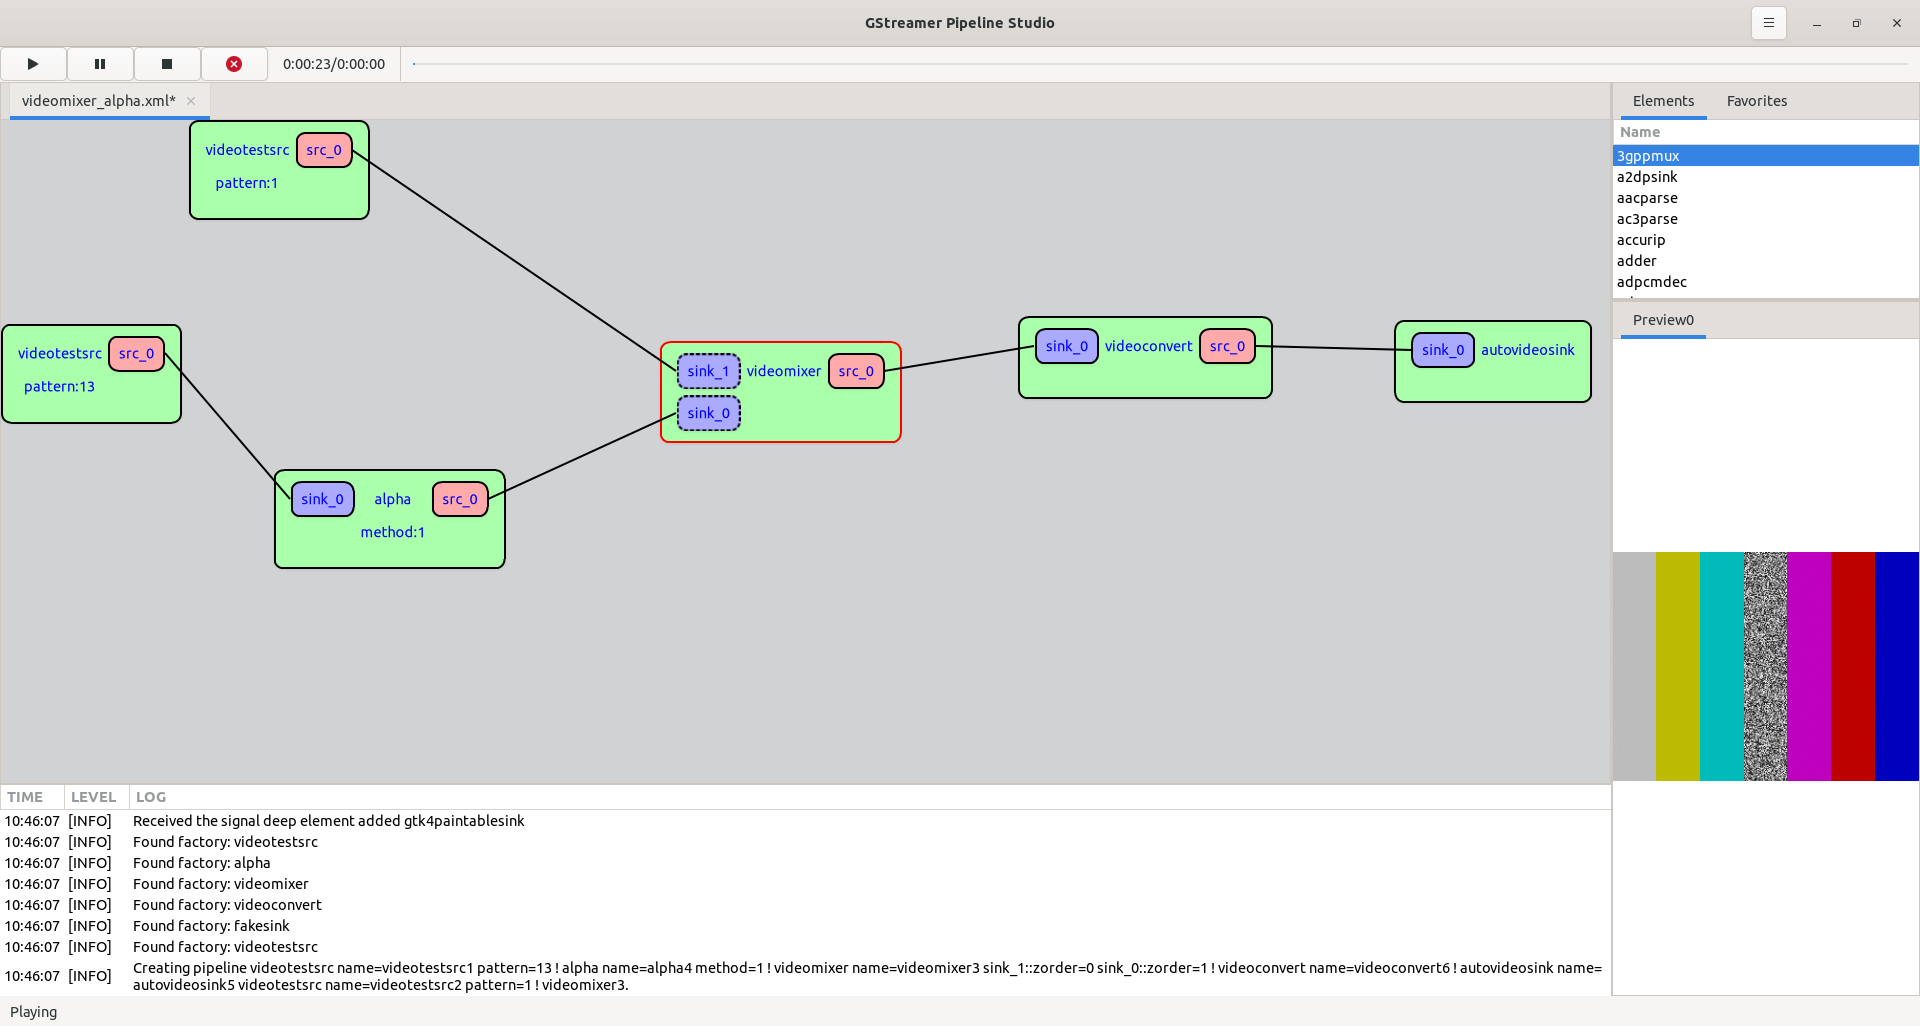 GStreamer Pipeline Studio
0:00:23/0:00:00
videomixer_alpha.xml*
Elements
Favorites
Name
3gppmux
a2dpsink
aacparse
ac3parse
accurip
adder
adpcmdec
Preview0
videotestsrc
src_0
pattern:1
videotestsrc
src_0
pattern:13
sink_0
alpha
src_0
method:1
sink_1
videomixer
src_0
sink_0
sink_0
videoconvert
src_0
sink_0
autovideosink
TIME LEVEL LOG
10:46:07 [INFO] Received the signal deep element added gtk4paintablesink
10:46:07 [INFO] Found factory: videotestsrc
10:46:07 [INFO] Found factory: alpha
10:46:07 [INFO] Found factory: videomixer
10:46:07 [INFO] Found factory: videoconvert
10:46:07 [INFO] Found factory: fakesink
10:46:07 [INFO] Found factory: videotestsrc
10:46:07 [INFO] Creating pipeline videotestsrc name=videotestsrc1 pattern=13 ! alpha name=alpha4 method=1 ! videomixer name=videomixer3 sink_1::zorder=0 sink_0::zorder=1 ! videoconvert name=videoconvert6 ! autovideosink name=
autovideosink5 videotestsrc name=videotestsrc2 pattern=1 ! videomixer3.
Playing